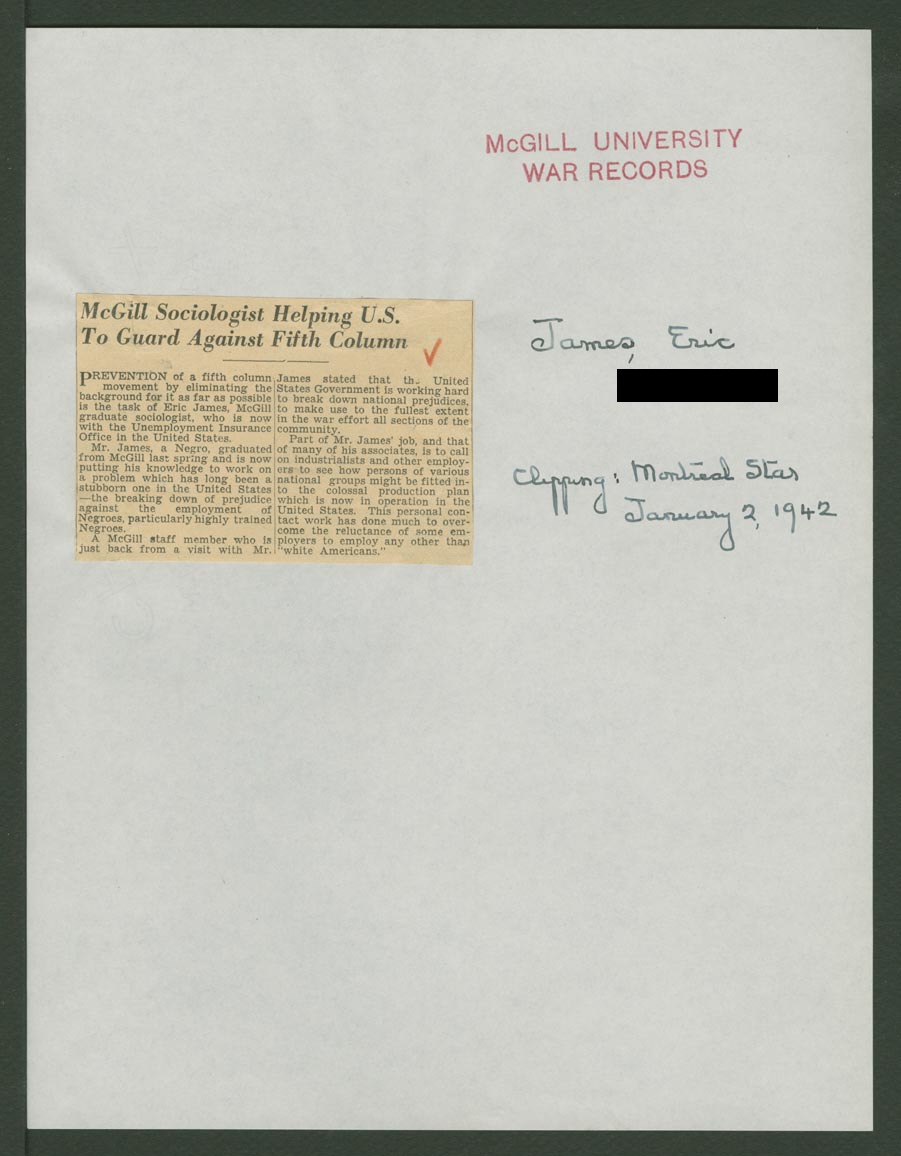 McGILL UNIVERSITY
WAR RECORDS
McGill Sociologist Helping U.S.
To Guard Against Fifth Column
PREVENTION of a fifth column
movement by eliminating the
background for it as far as possible
is the task of Eric James, McGill
graduate sociologist, who is now
with the Unemployment Insurance
Office in the United States.
Mr. James, a Negro, graduated
from McGill last spring and is now
putting his knowledge to work on
a problem which has long been a
stubborn one in the United States
—the breaking down of prejudice
against the employment of
Negroes, particularly highly trained
Negroes.
A McGill staff member who is
just back from a visit with Mr.
James stated that the United
States Government is working hard
to break down national prejudices,
to make use to the fullest extent
in the war effort all sections of the
community.
Part of Mr. James' job, and that
of many of his associates, is to call
on industrialists and other employ-
ers to see how persons of various
national groups might be fitted in-
to the colossal production plan
which is now in operation in the
United States. This personal con-
tact work has done much to over-
come the reluctance of some em-
ployers to employ any other than
"white Americans."
James, Eric
Clipping: Montreal Star
January 2, 1942